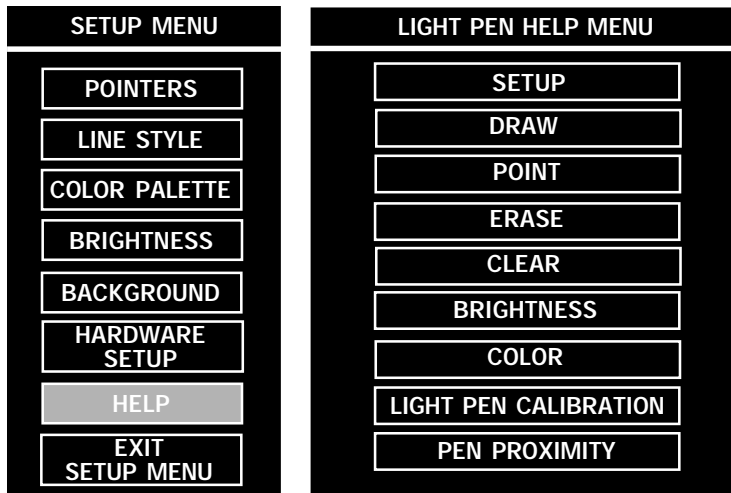 SETUP MENU
POINTERS
LINE STYLE
COLOR PALETTE
BRIGHTNESS
BACKGROUND
HARDWARE
SETUP
HELP
EXIT
SETUP MENU
LIGHT PEN HELP MENU
SETUP
DRAW
POINT
ERASE
CLEAR
BRIGHTNESS
COLOR
LIGHT PEN CALIBRATION
PEN PROXIMITY